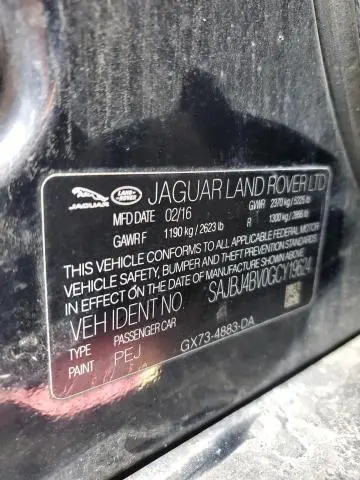 JAGUAR
LAND
ROVER
JAGUAR LAND ROVER LTD
MFD DATE 02/16 GVWR 2370 kg / 5225 lb
GAWR F 1190 kg / 2623 lb R 1300 kg / 2866 lb
THIS VEHICLE CONFORMS TO ALL APPLICABLE FEDERAL MOTOR
VEHICLE SAFETY, BUMPER AND THEFT PREVENTION STANDARDS
IN EFFECT ON THE DATE OF MANUFACTURE SHOWN ABOVE.
VEH IDENT NO. SAJBJ4BV0GCY19624
TYPE PASSENGER CAR
PAINT PEJ GX73-4883-DA